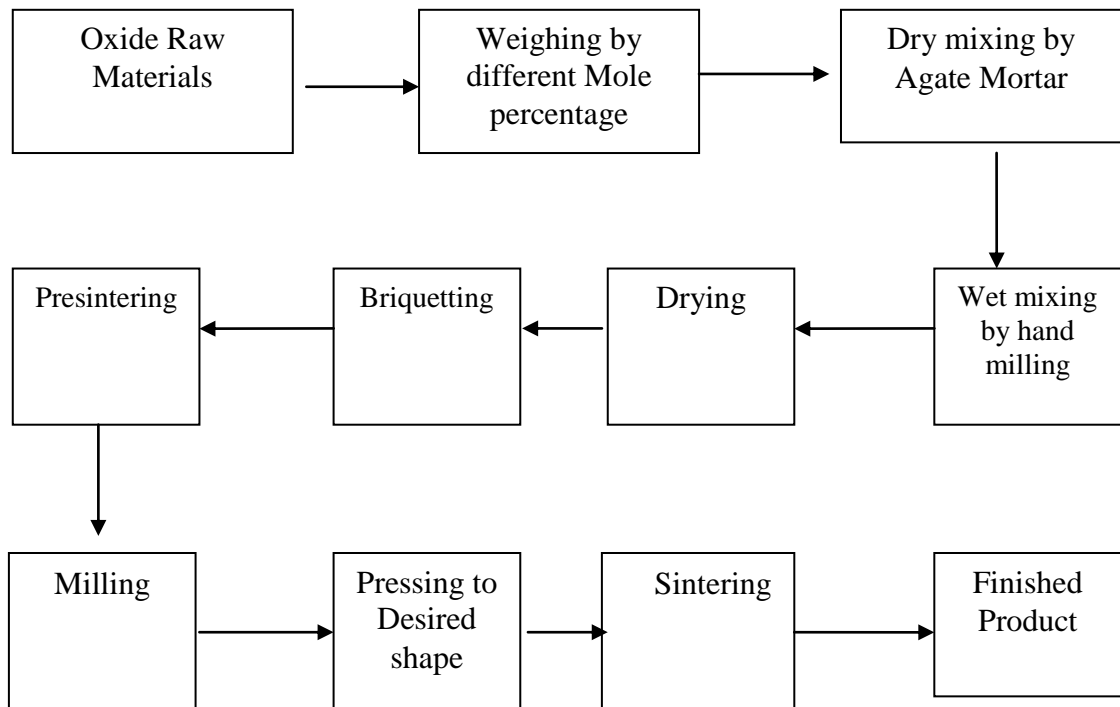 Oxide Raw
Materials
Weighing by
different Mole
percentage
Dry mixing by
Agate Mortar
Presintering
Briquetting
Drying
Wet mixing
by hand
milling
Milling
Pressing to
Desired
shape
Sintering
Finished
Product